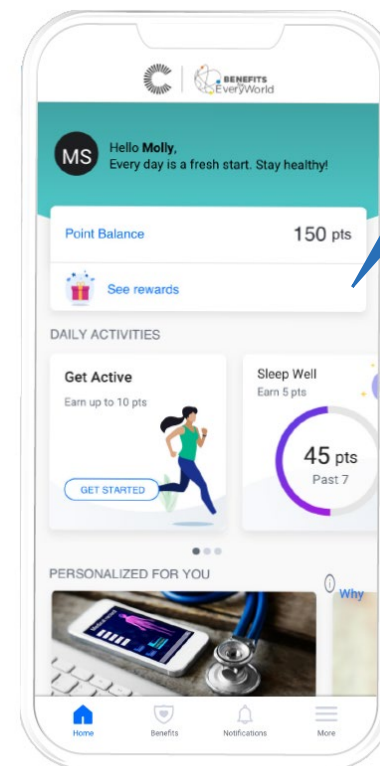 BENEFITS
EveryWorld
MS
Hello Molly,
Every day is a fresh start. Stay healthy!
Point Balance
150 pts
See rewards
DAILY ACTIVITIES
Get Active
Earn up to 10 pts
GET STARTED
Sleep Well
Earn 5 pts
45 pts
Past 7
PERSONALIZED FOR YOU
Why
Medical record
Home
Benefits
Notifications
More